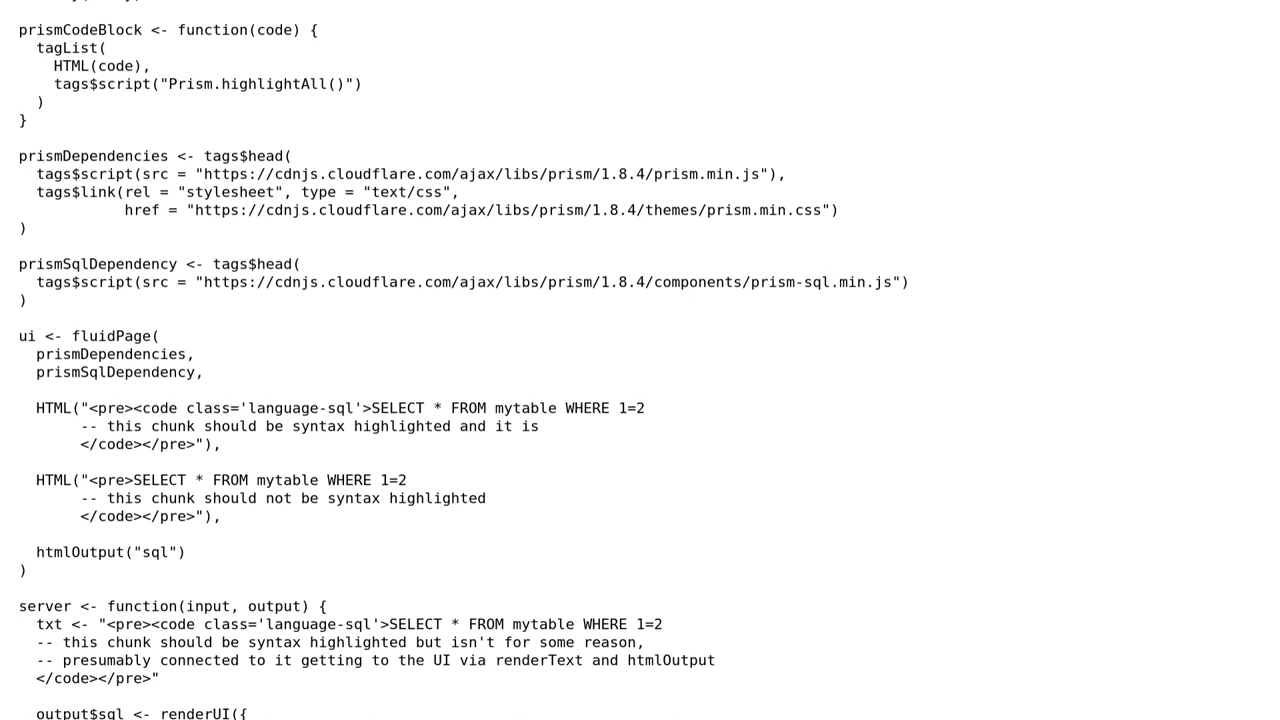 prismCodeBlock <- function(code) {
  tagList(
    HTML(code),
    tags$script("Prism.highlightAll()")
  )
}

prismDependencies <- tags$head(
  tags$script(src = "https://cdnjs.cloudflare.com/ajax/libs/prism/1.8.4/prism.min.js"),
  tags$link(rel = "stylesheet", type = "text/css",
            href = "https://cdnjs.cloudflare.com/ajax/libs/prism/1.8.4/themes/prism.min.css")
)

prismSqlDependency <- tags$head(
  tags$script(src = "https://cdnjs.cloudflare.com/ajax/libs/prism/1.8.4/components/prism-sql.min.js")
)

ui <- fluidPage(
  prismDependencies,
  prismSqlDependency,

  HTML("<pre><code class='language-sql'>SELECT * FROM mytable WHERE 1=2
       -- this chunk should be syntax highlighted and it is
       </code></pre>"),

  HTML("<pre>SELECT * FROM mytable WHERE 1=2
       -- this chunk should not be syntax highlighted
       </code></pre>"),

  htmlOutput("sql")
)

server <- function(input, output) {
  txt <- "<pre><code class='language-sql'>SELECT * FROM mytable WHERE 1=2
  -- this chunk should be syntax highlighted but isn't for some reason,
  -- presumably connected to it getting to the UI via renderText and htmlOutput
  </code></pre>"

  output$sql <- renderUI({